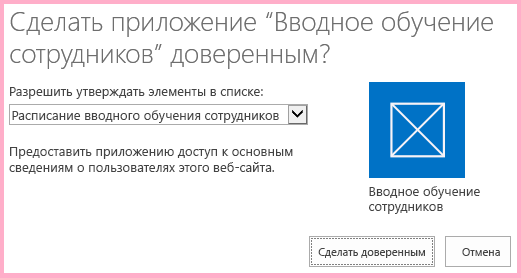 Сделать приложение “Вводное обучение
сотрудников” доверенным?
Разрешить утверждать элементы в списке:
Расписание вводного обучения сотрудников
Предоставить приложению доступ к основным
сведениям о пользователях этого веб-сайта.
Вводное обучение
сотрудников
Сделать доверенным
Отмена